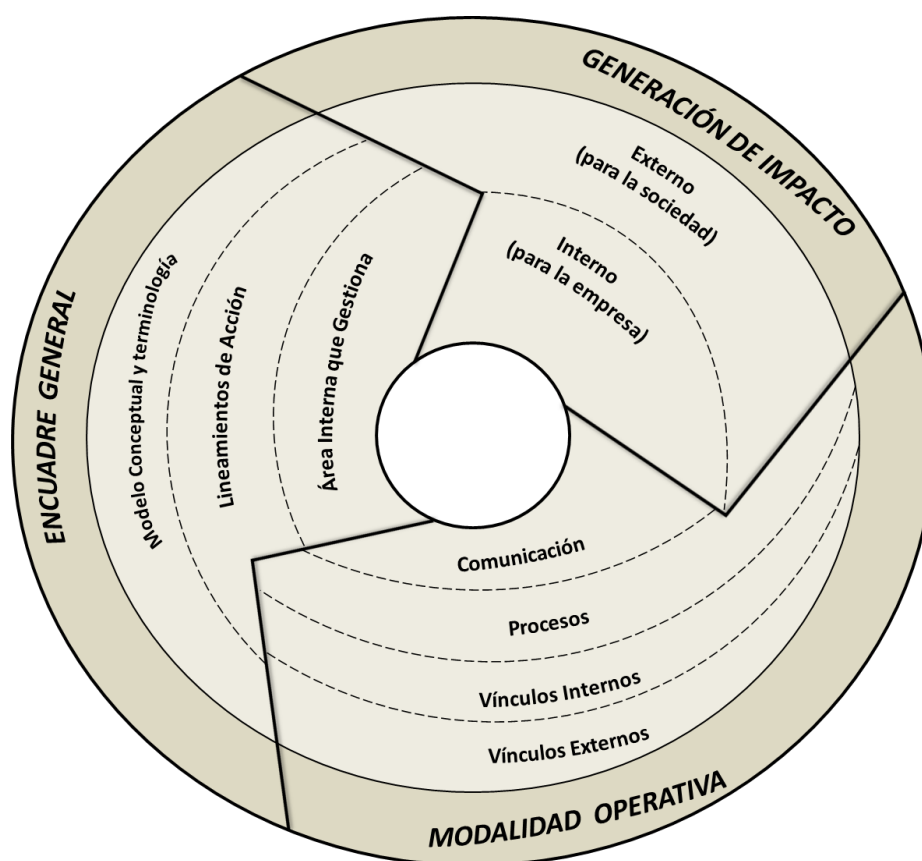 GENERACIÓN DE IMPACTO
Externo
(para la sociedad)
Interno
(para la empresa)
ENCUADRE GENERAL
Modelo Conceptual y terminología
Lineamientos de Acción
Área Interna que Gestiona
Comunicación
Procesos
Vínculos Internos
Vínculos Externos
MODALIDAD OPERATIVA